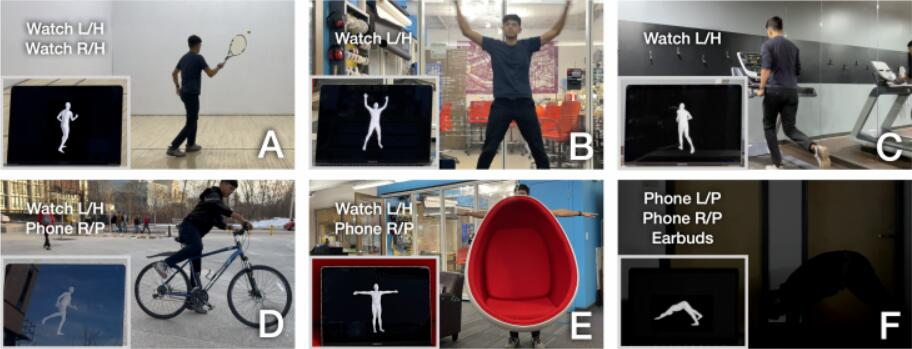 Watch L/H
Watch R/H
A
Watch L/H
B
Watch L/H
C
Watch L/H
Phone R/P
D
Watch L/H
Phone R/P
E
Phone L/P
Phone R/P
Earbuds
F